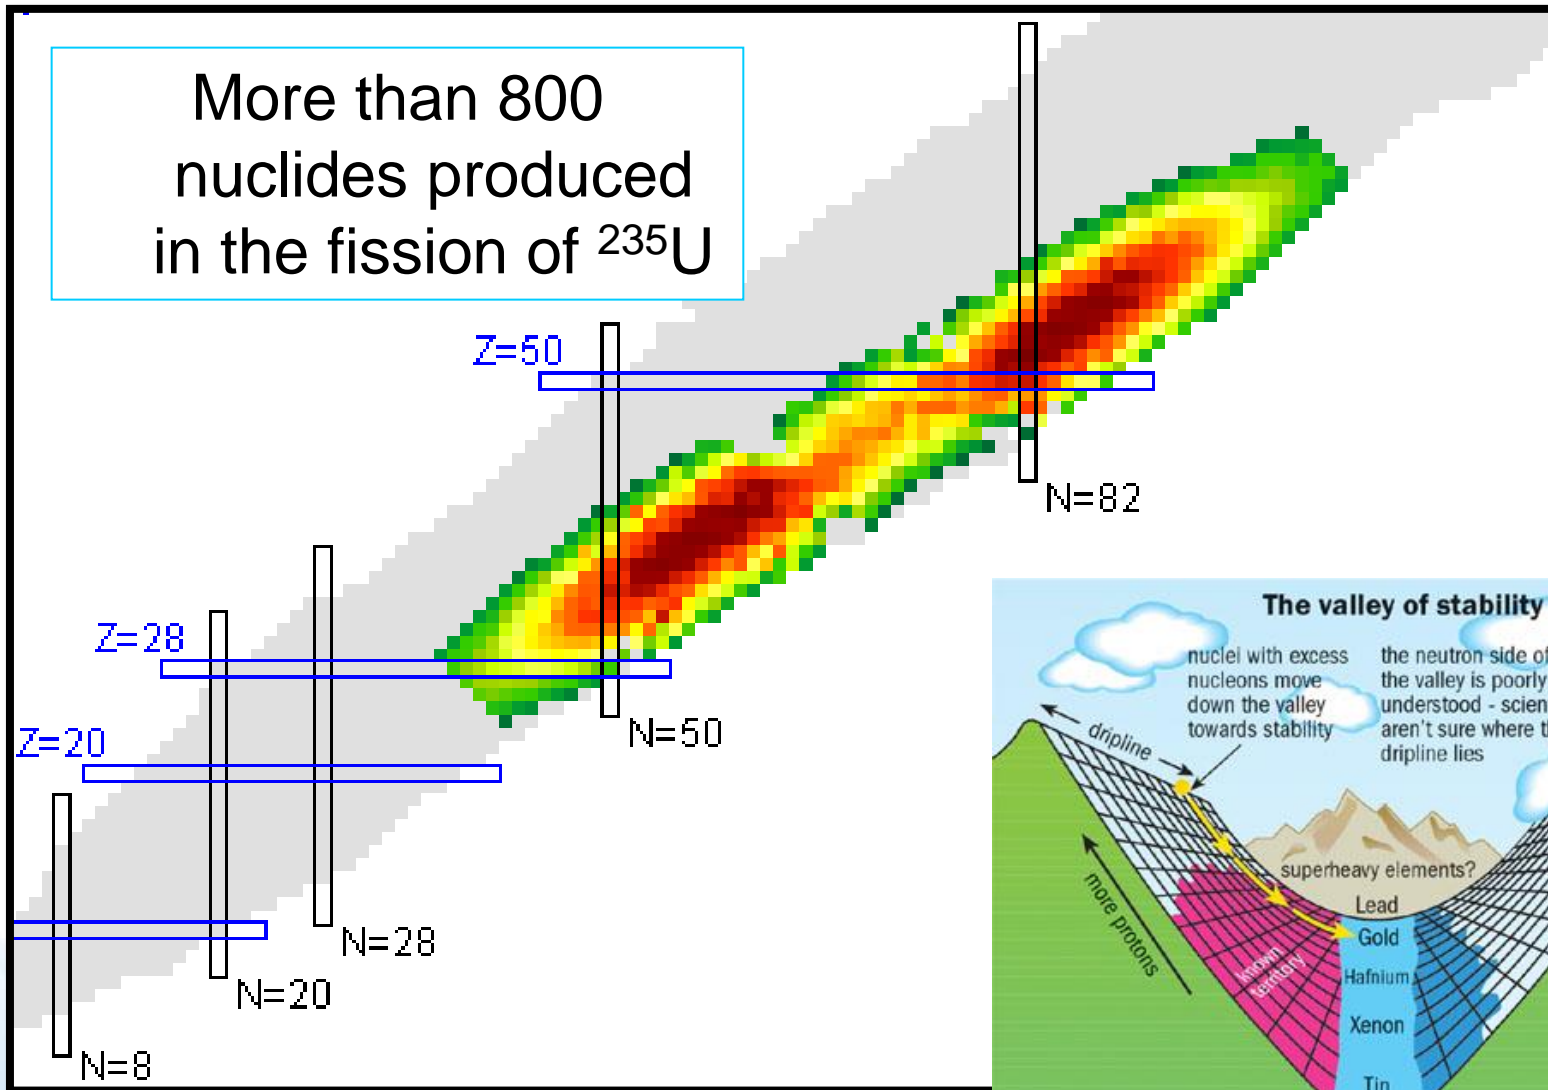 More than 800
nuclides produced
in the fission of ²³⁵U
Z=50
N=82
Z=28
N=50
Z=20
N=28
N=20
N=8
The valley of stability
nuclei with excess
nucleons move
down the valley
towards stability
the neutron side of
the valley is poorly
understood - scien
aren't sure where t
dripline lies
dripline
more protons
superheavy elements?
Lead
Gold
Hafnium
Xenon
Tin
known
territory